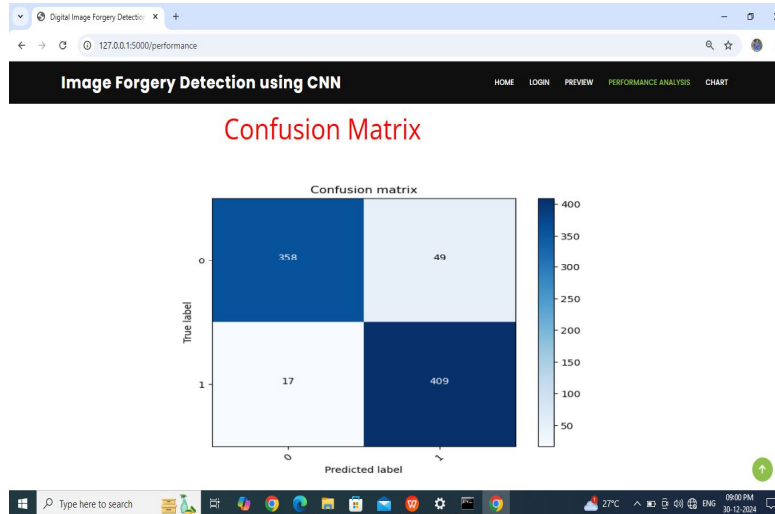 Digital Image Forgery Detection
127.0.0.1:5000/performance
Image Forgery Detection using CNN
HOME LOGIN PREVIEW PERFORMANCE ANALYSIS CHART
Confusion Matrix
Confusion matrix
True label
0
1
358 49
17 409
0 1
Predicted label
400
350
300
250
200
150
100
50
Type here to search
27°C
ENG
09:00 PM
30-12-2024